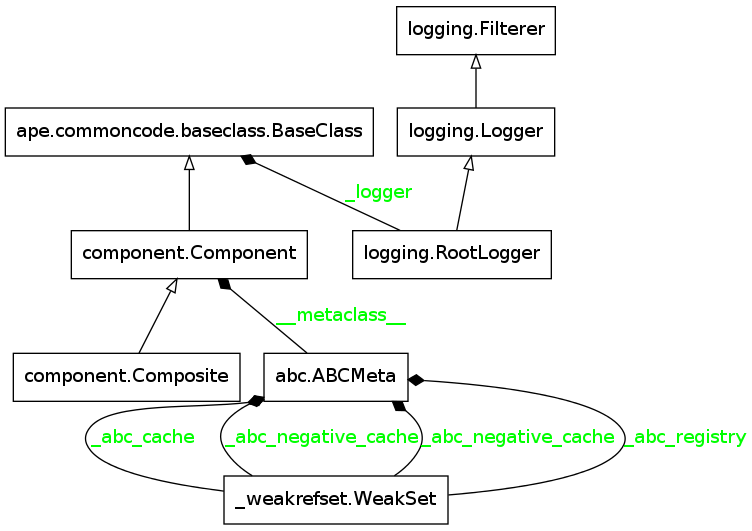 logging.Filterer
ape.commoncode.baseclass.BaseClass
logging.Logger
_logger
component.Component
logging.RootLogger
__metaclass__
component.Composite
abc.ABCMeta
_abc_cache
_abc_negative_cache
_abc_negative_cache
_abc_registry
_weakrefset.WeakSet